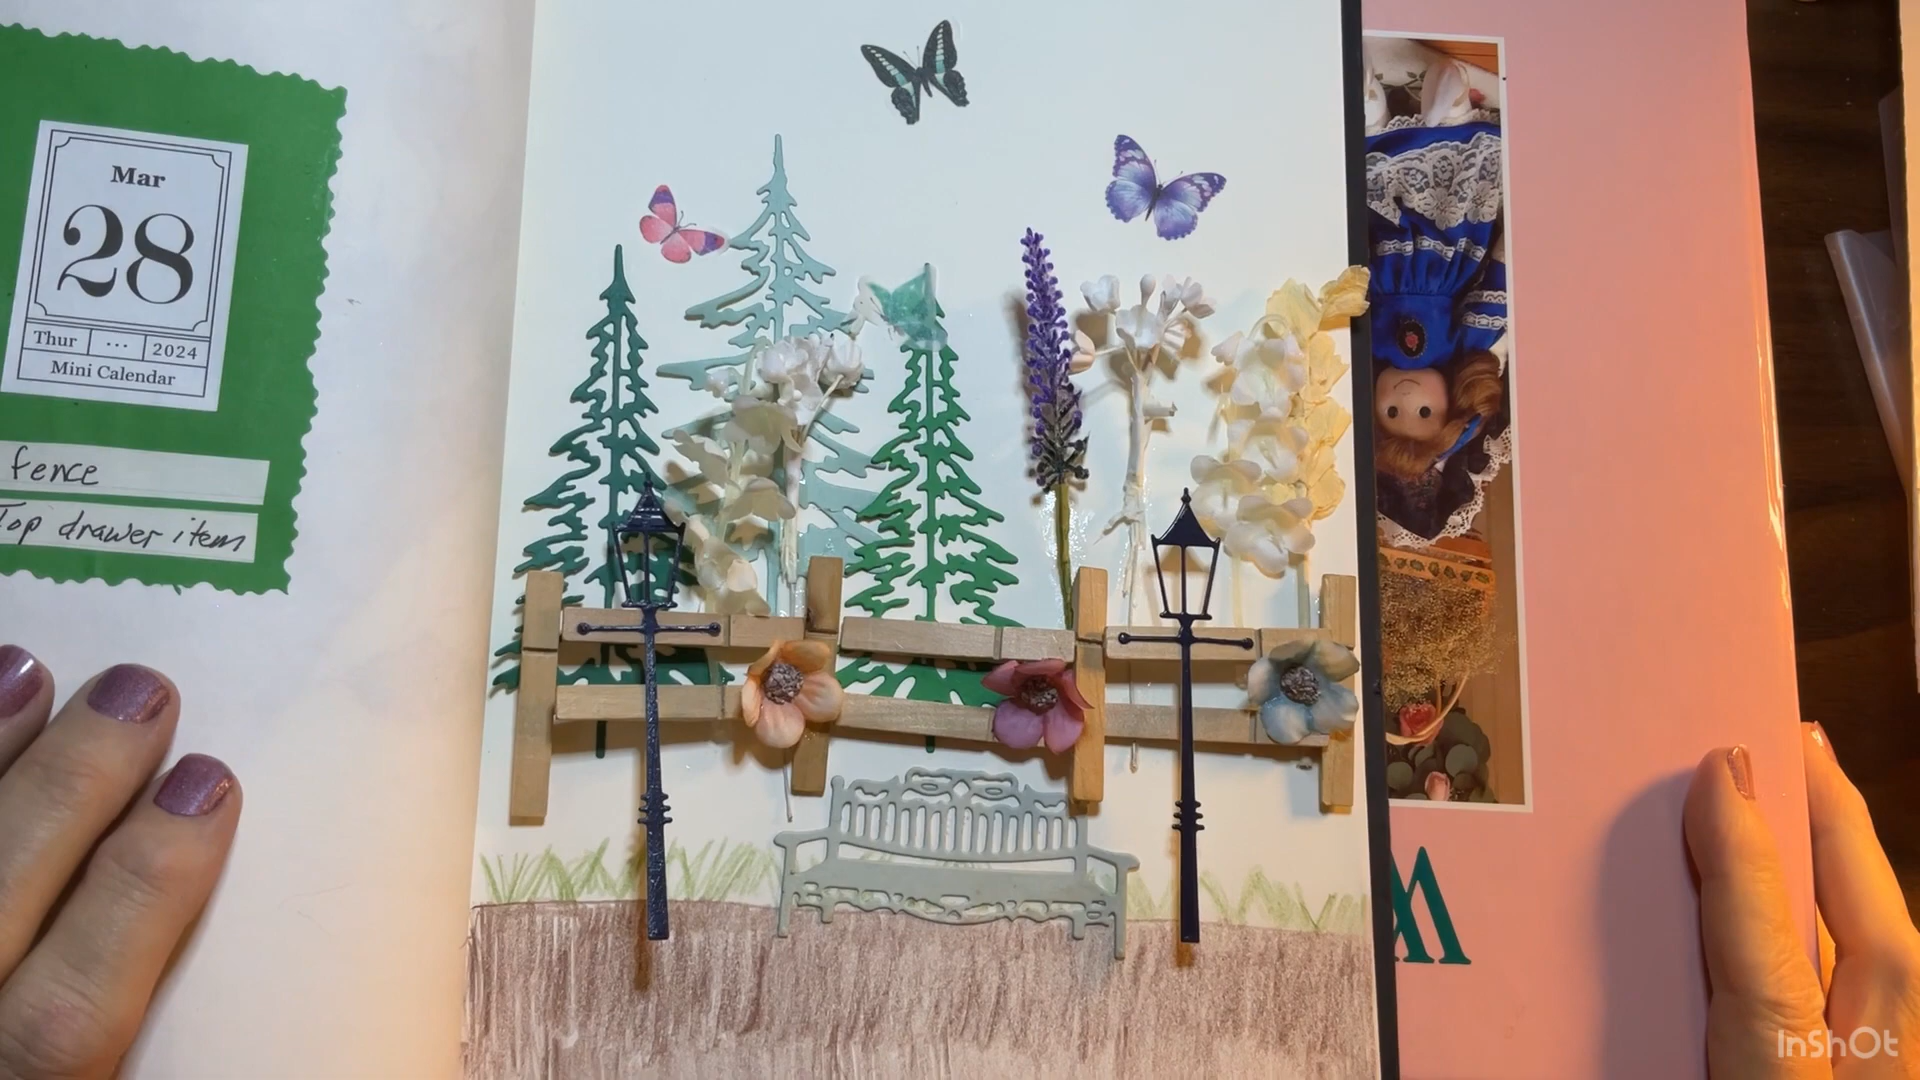 Mar
28
Thur ... 2024
Mini Calendar
fence
Top drawer item
W
InShOt